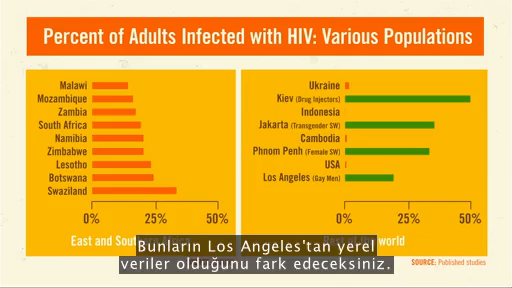 Percent of Adults Infected with HIV: Various Populations
Malawi
Mozambique
Zambia
South Africa
Namibia
Zimbabwe
Lesotho
Botswana
Swaziland
0% 25% 50%
Ukraine
Kiev (Drug Injectors)
Indonesia
Jakarta (Transgender SW)
Cambodia
Phnom Penh (Female SW)
USA
Los Angeles (Gay Men)
0% 25% 50%
East and
world
Bunların Los Angeles'tan yerel
veriler olduğunu fark edeceksiniz.
SOURCE: Published studies